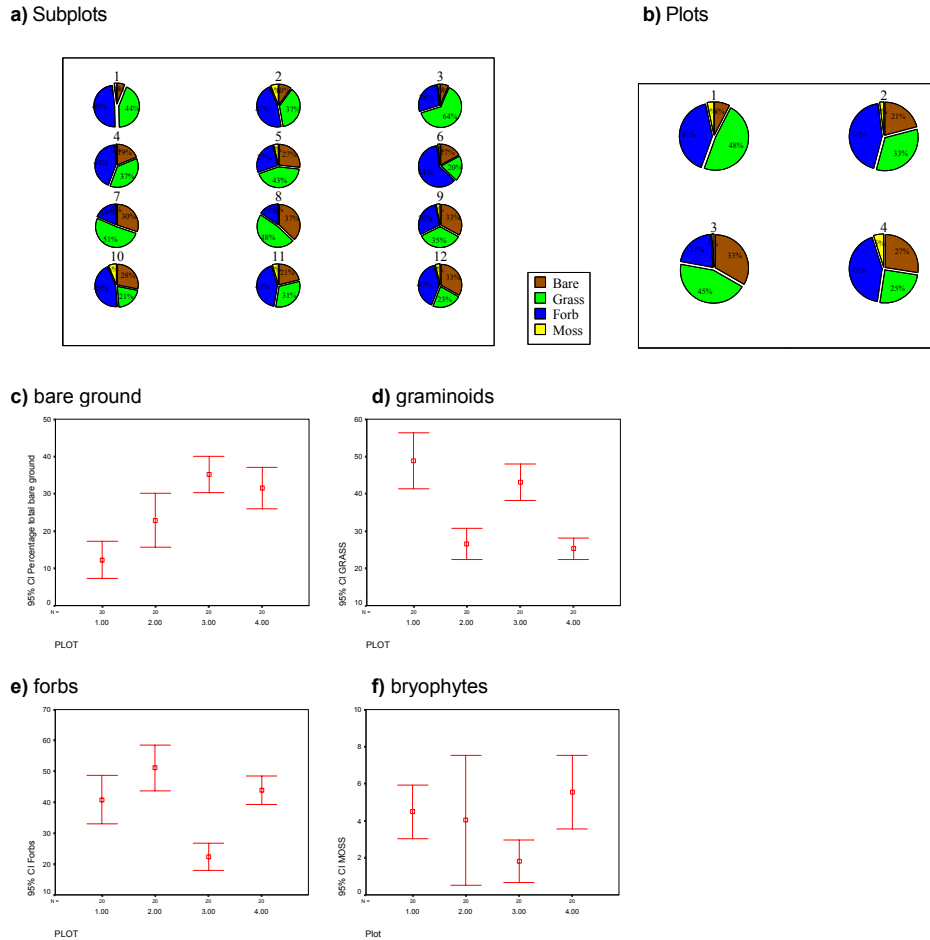 a) Subplots
b) Plots
1 2 3
44% 37% 64%
4 5 6
19% 37% 27% 43% 20%
7 8 9
30% 51% 37% 48% 33% 35%
10 11 12
28% 21% 21% 31% 33% 23%
Bare
Grass
Forb
Moss
1 2
48% 21% 33%
3 4
33% 45% 27% 25%
c) bare ground
95% CI Percentage total bare ground
50
40
30
20
10
0
N = 20 20 20 20
1.00 2.00 3.00 4.00
PLOT
d) graminoids
95% CI GRASS
60
50
40
30
20
10
N = 20 20 20 20
1.00 2.00 3.00 4.00
PLOT
e) forbs
95% CI Forbs
70
60
50
40
30
20
10
N = 20 20 20 20
1.00 2.00 3.00 4.00
PLOT
f) bryophytes
95% CI MOSS
10
8
6
4
2
0
N = 20 20 20 20
1.00 2.00 3.00 4.00
Plot